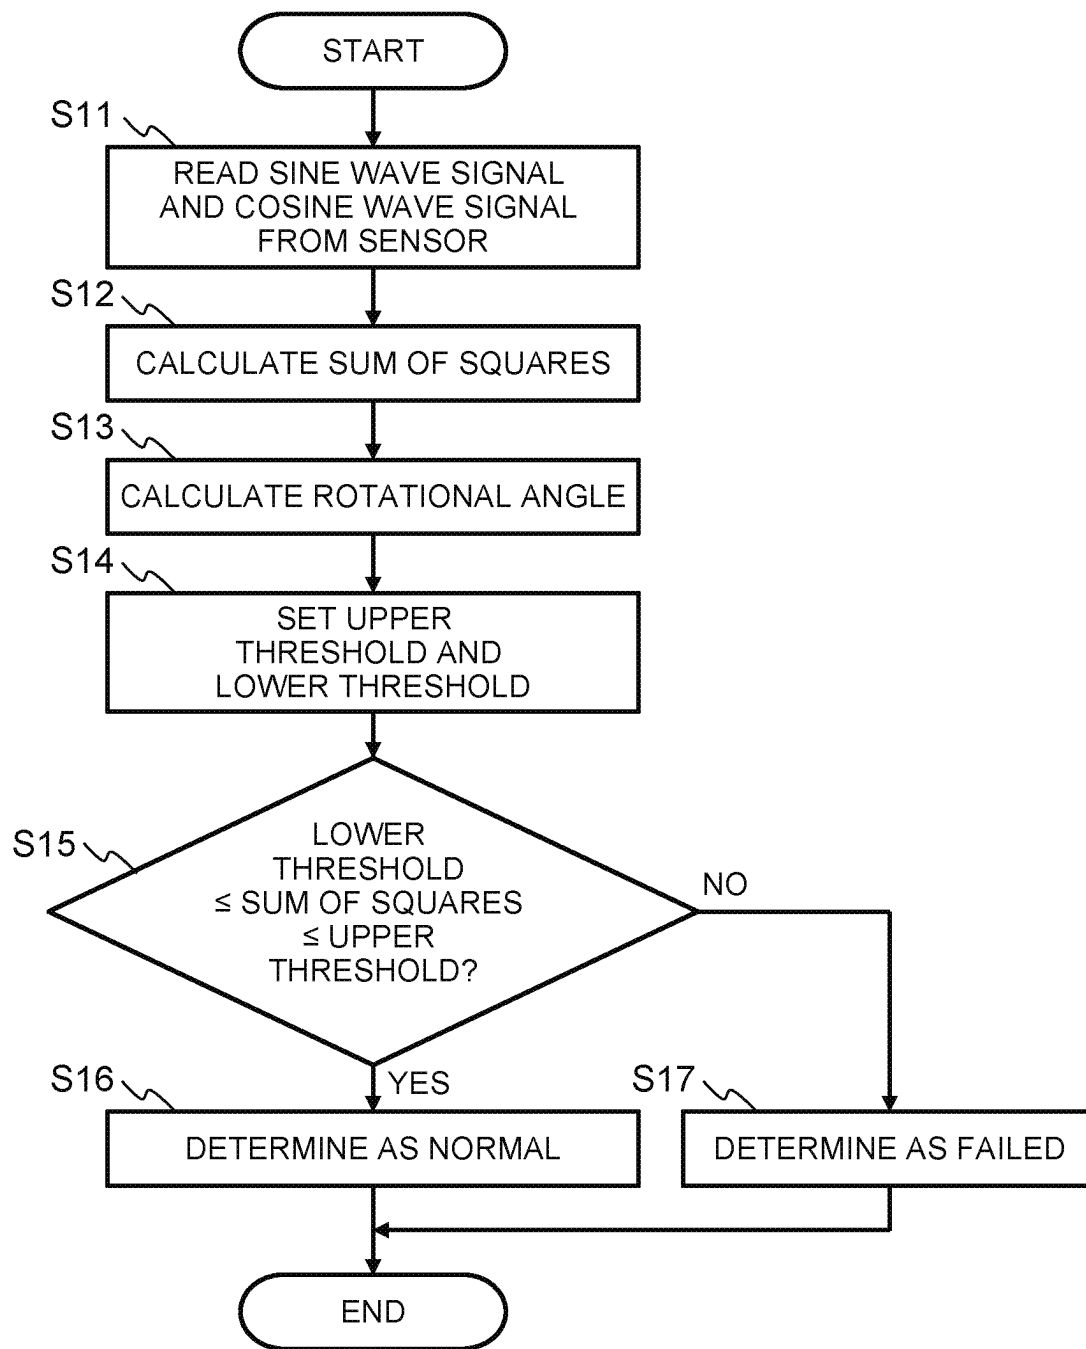 START
S11
READ SINE WAVE SIGNAL
AND COSINE WAVE SIGNAL
FROM SENSOR
S12
CALCULATE SUM OF SQUARES
S13
CALCULATE ROTATIONAL ANGLE
S14
SET UPPER
THRESHOLD AND
LOWER THRESHOLD
S15
LOWER
THRESHOLD
≤ SUM OF SQUARES
≤ UPPER
THRESHOLD?
NO
YES
S16
DETERMINE AS NORMAL
S17
DETERMINE AS FAILED
END